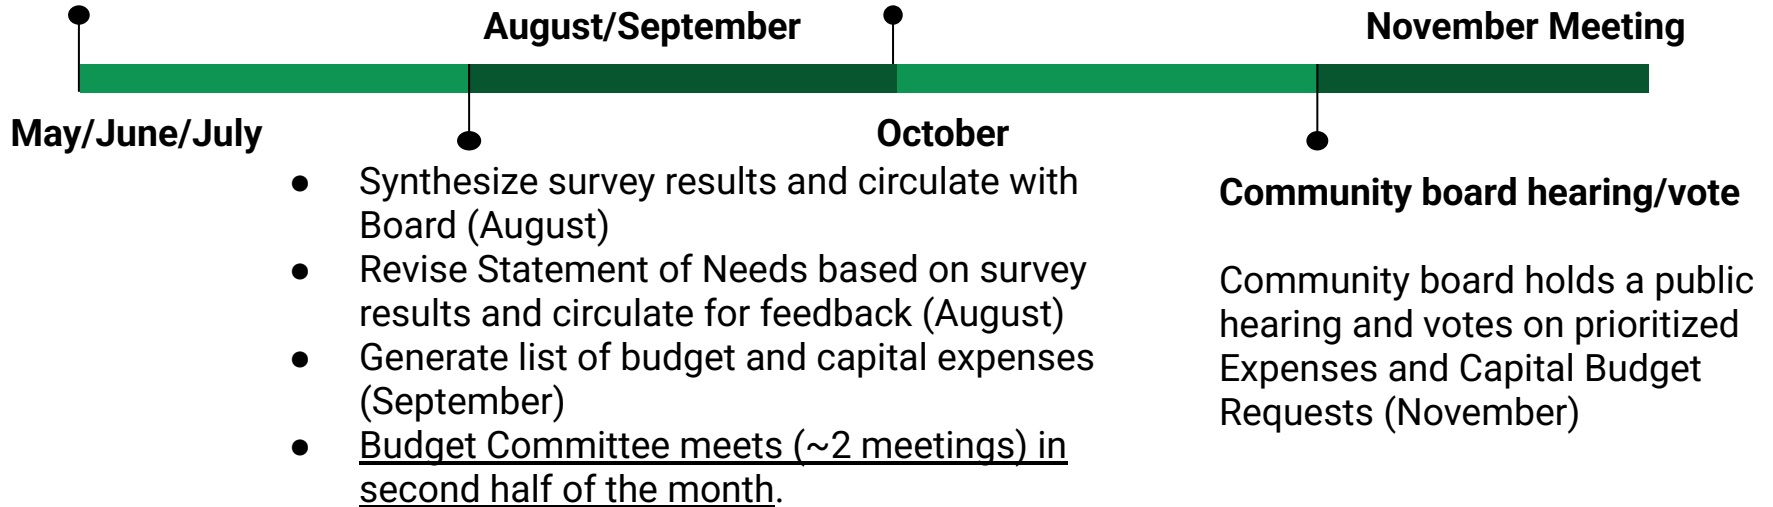 August/September
November Meeting
May/June/July
October
● Synthesize survey results and circulate with
Board (August)
● Revise Statement of Needs based on survey
results and circulate for feedback (August)
● Generate list of budget and capital expenses
(September)
● Budget Committee meets (~2 meetings) in
second half of the month.
Community board hearing/vote
Community board holds a public
hearing and votes on prioritized
Expenses and Capital Budget
Requests (November)